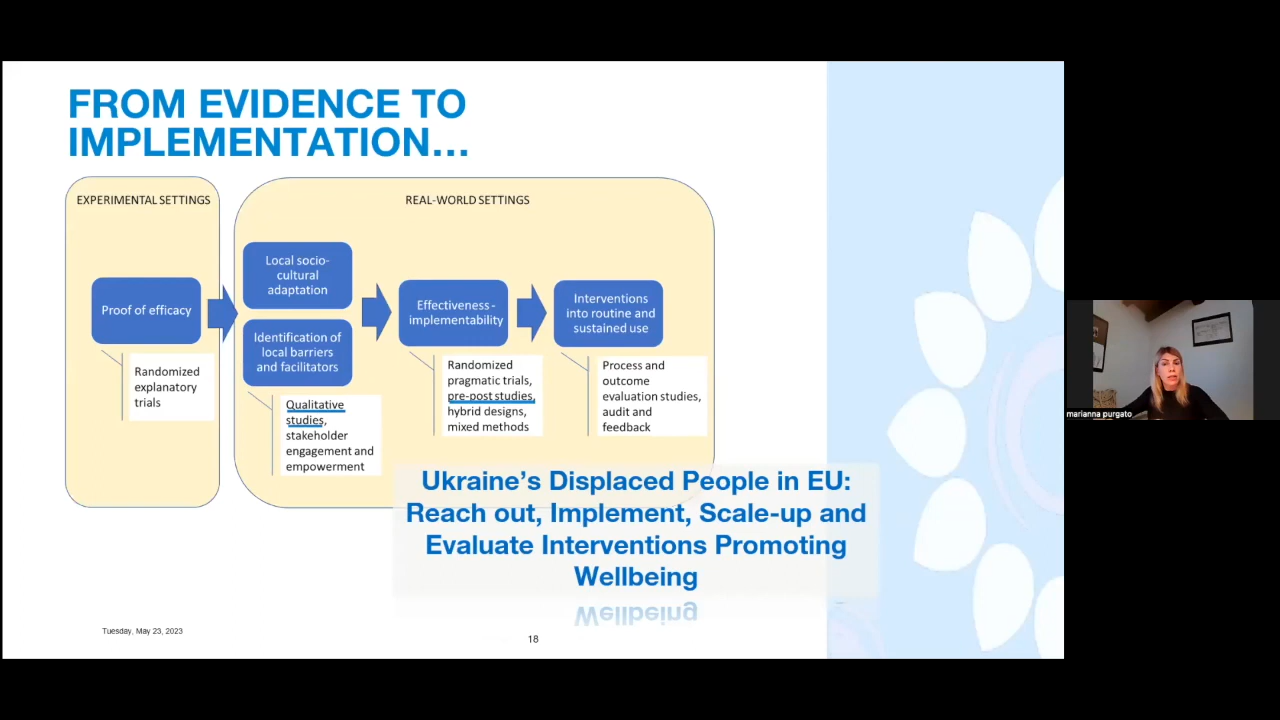 FROM EVIDENCE TO
IMPLEMENTATION...
EXPERIMENTAL SETTINGS
REAL-WORLD SETTINGS
Proof of efficacy
Randomized
explanatory
trials
Local socio-
cultural
adaptation
Identification of
local barriers
and facilitators
Qualitative
studies,
stakeholder
engagement and
empowerment
Effectiveness -
implementability
Randomized
pragmatic trials,
pre-post studies,
hybrid designs,
mixed methods
Interventions
into routine and
sustained use
Process and
outcome
evaluation studies,
audit and
feedback
Ukraine's Displaced People in EU:
Reach out, Implement, Scale-up and
Evaluate Interventions Promoting
Wellbeing
Tuesday, May 23, 2023
18
marianna purgato